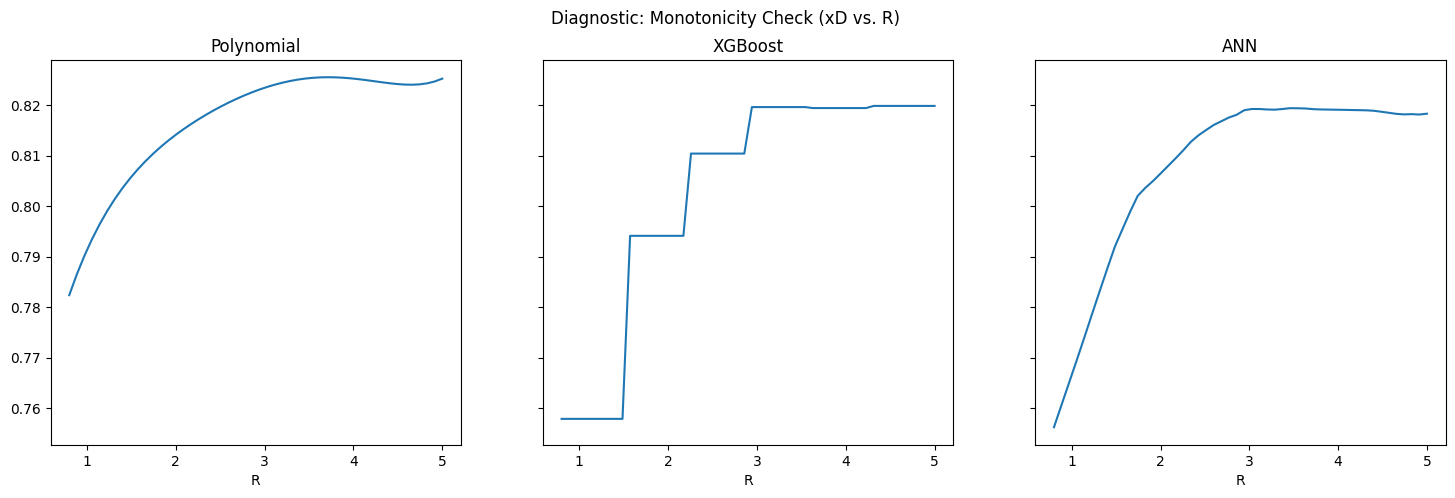 Diagnostic: Monotonicity Check (xD vs. R)
Polynomial
XGBoost
ANN
0.82
0.81
0.80
0.79
0.78
0.77
0.76
1 2 3 4 5
R
1 2 3 4 5
R
1 2 3 4 5
R